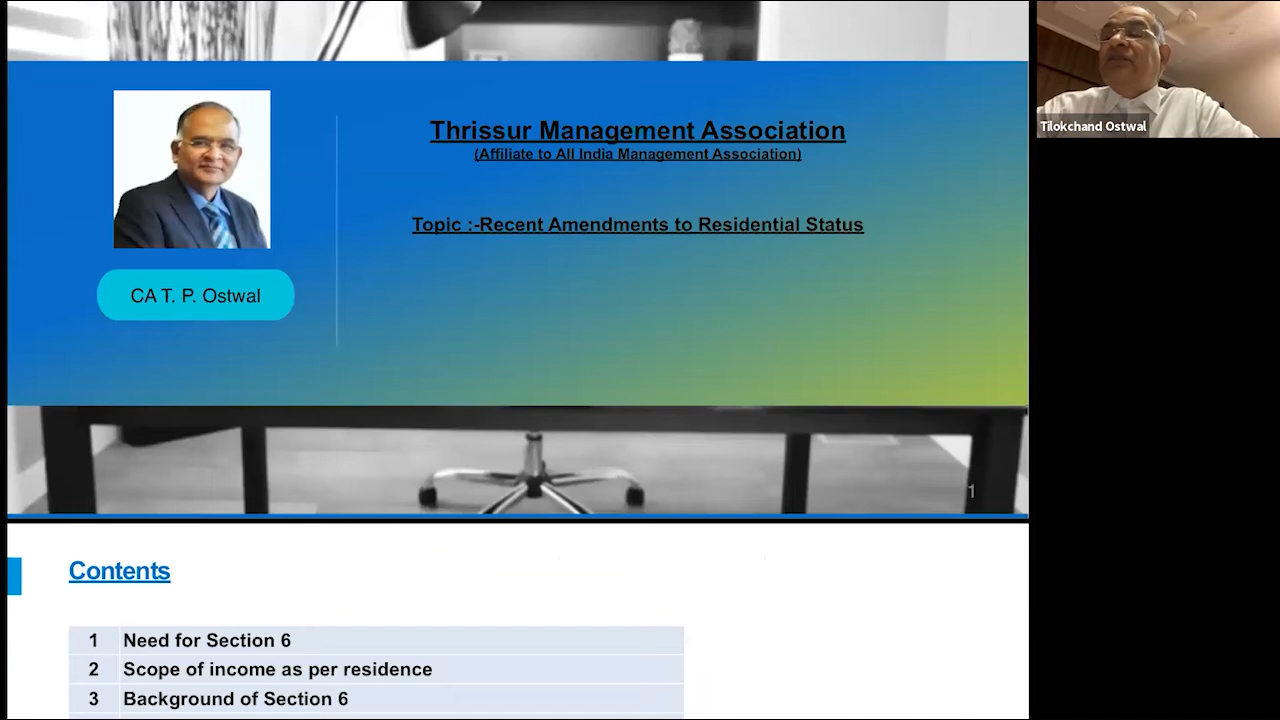 Thrissur Management Association
(Affiliate to All India Management Association)
Topic :-Recent Amendments to Residential Status
CA T. P. Ostwal
1
Contents
1 Need for Section 6
2 Scope of income as per residence
3 Background of Section 6
Tilokchand Ostwal